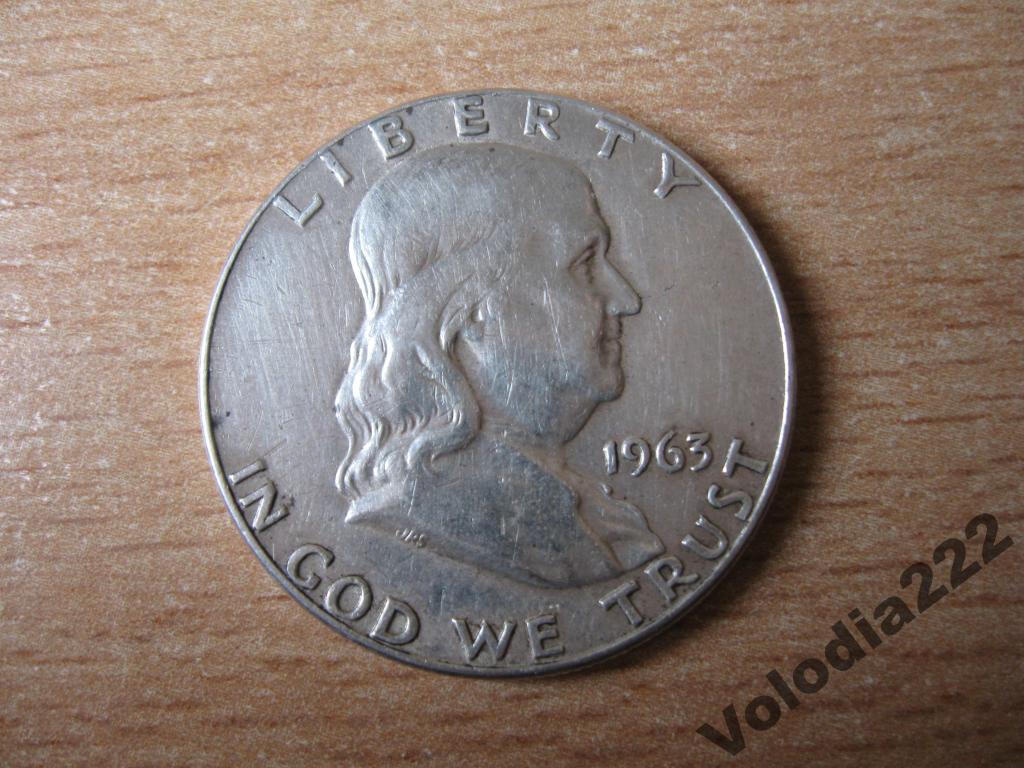 LIBERTY
1963
JRS
IN GOD WE TRUST
Volodia222